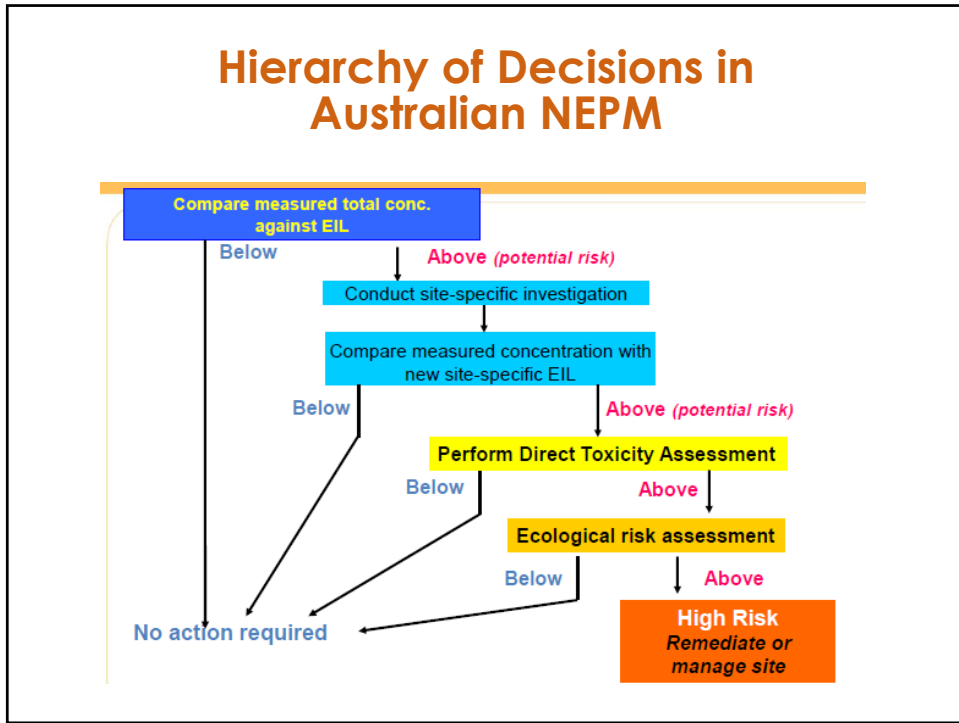 Hierarchy of Decisions in
Australian NEPM
Compare measured total conc.
against EIL
Below
Above (potential risk)
Conduct site-specific investigation
Compare measured concentration with
new site-specific EIL
Below
Above (potential risk)
Perform Direct Toxicity Assessment
Below
Above
Ecological risk assessment
Below
Above
No action required
High Risk
Remediate or
manage site